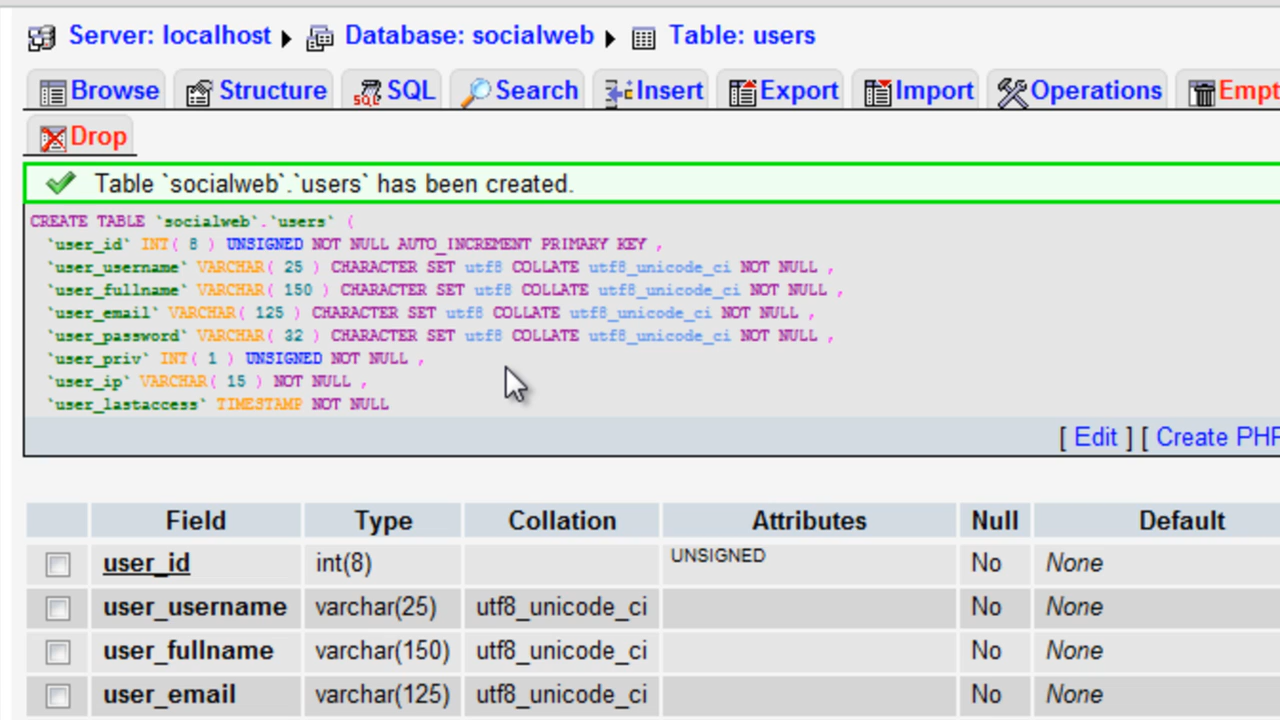 Server: localhost ▶ Database: socialweb ▶ Table: users
Browse Structure SQL Search Insert Export Import Operations Empt
Drop
Table `socialweb`.`users` has been created.
CREATE TABLE `socialweb`.`users` (
`user_id` INT( 8 ) UNSIGNED NOT NULL AUTO_INCREMENT PRIMARY KEY ,
`user_username` VARCHAR( 25 ) CHARACTER SET utf8 COLLATE utf8_unicode_ci NOT NULL ,
`user_fullname` VARCHAR( 150 ) CHARACTER SET utf8 COLLATE utf8_unicode_ci NOT NULL ,
`user_email` VARCHAR( 125 ) CHARACTER SET utf8 COLLATE utf8_unicode_ci NOT NULL ,
`user_password` VARCHAR( 32 ) CHARACTER SET utf8 COLLATE utf8_unicode_ci NOT NULL ,
`user_priv` INT( 1 ) UNSIGNED NOT NULL ,
`user_ip` VARCHAR( 15 ) NOT NULL ,
`user_lastaccess` TIMESTAMP NOT NULL
[ Edit ] [ Create PHP
Field Type Collation Attributes Null Default
user_id int(8) UNSIGNED No None
user_username varchar(25) utf8_unicode_ci No None
user_fullname varchar(150) utf8_unicode_ci No None
user_email varchar(125) utf8_unicode_ci No None